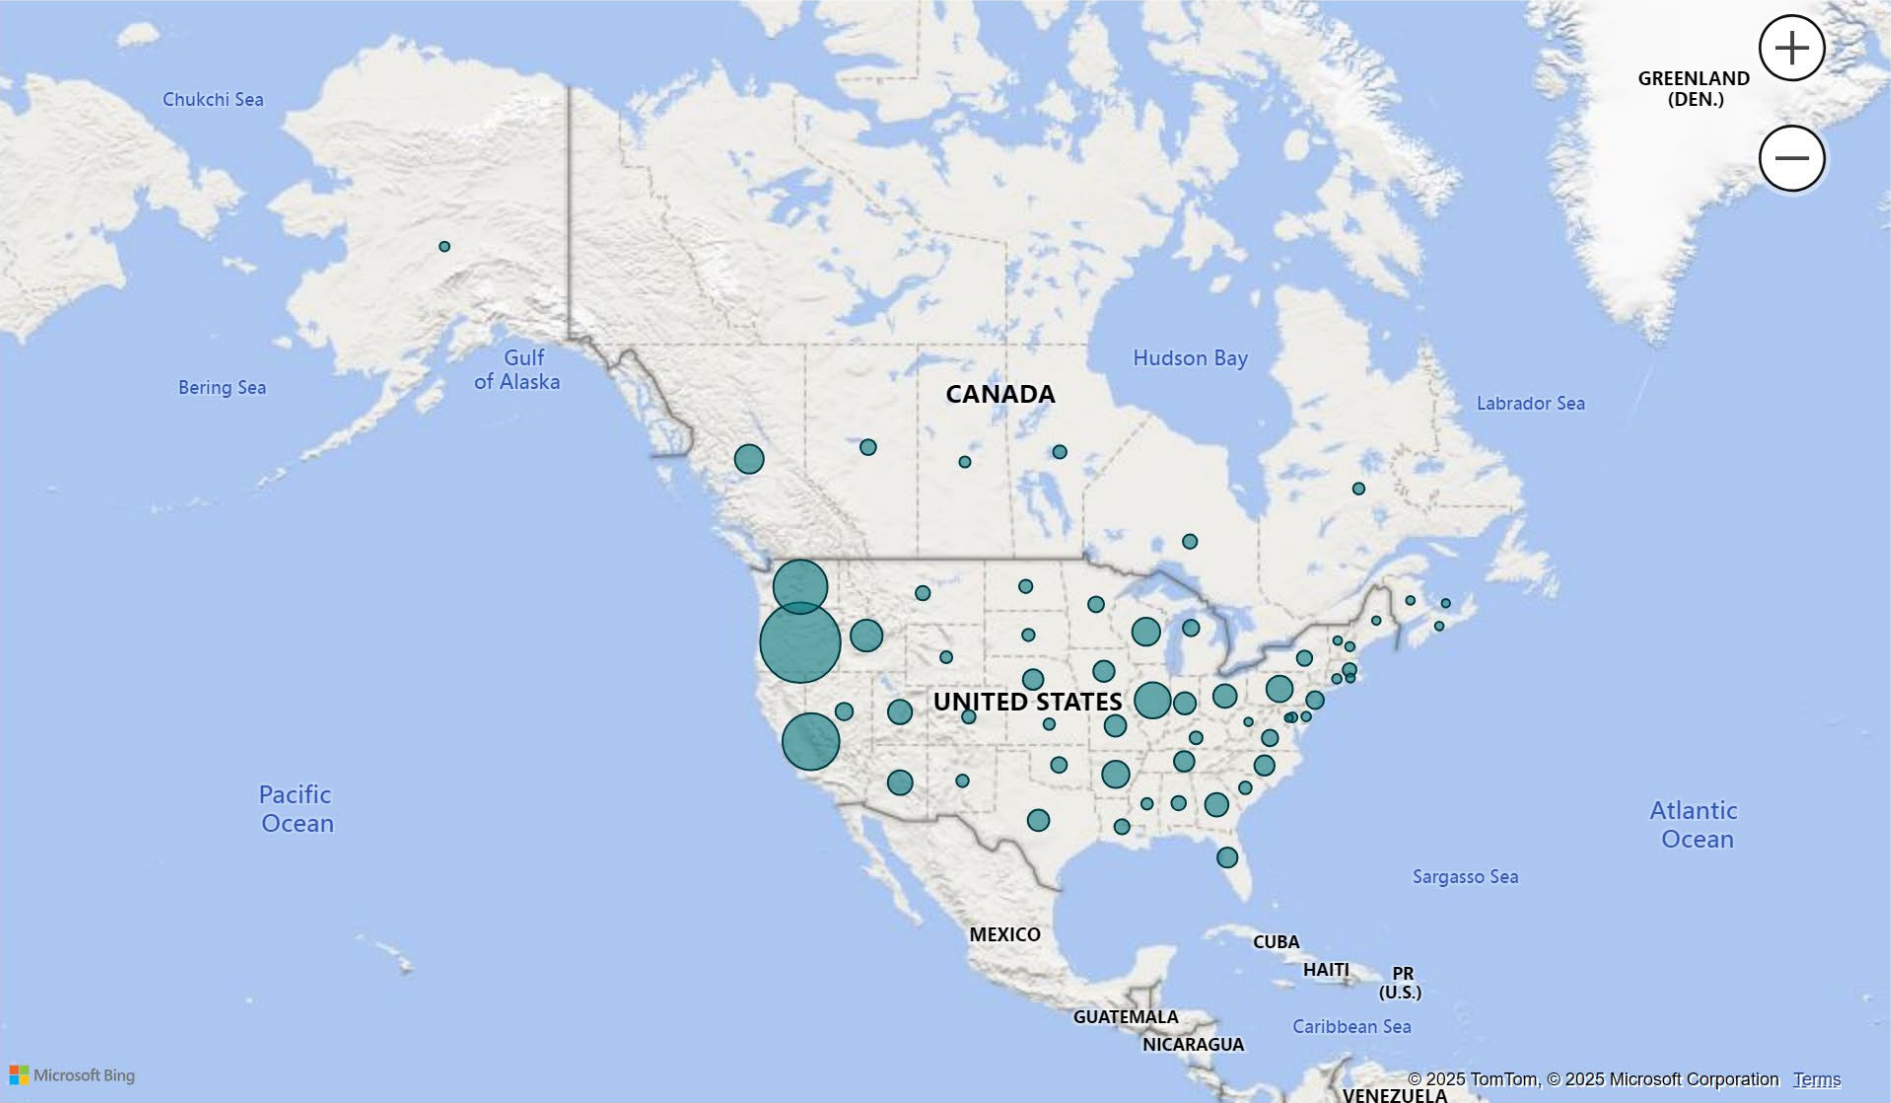 GREENLAND
(DEN.)
Chukchi Sea
Gulf
of Alaska
Hudson Bay
Bering Sea
CANADA
Labrador Sea
UNITED STATES
Pacific
Ocean
Atlantic
Ocean
Sargasso Sea
MEXICO
CUBA
HAITI
PR
(U.S.)
GUATEMALA
Caribbean Sea
NICARAGUA
Microsoft Bing
© 2025 TomTom, © 2025 Microsoft Corporation Terms
VENEZUELA